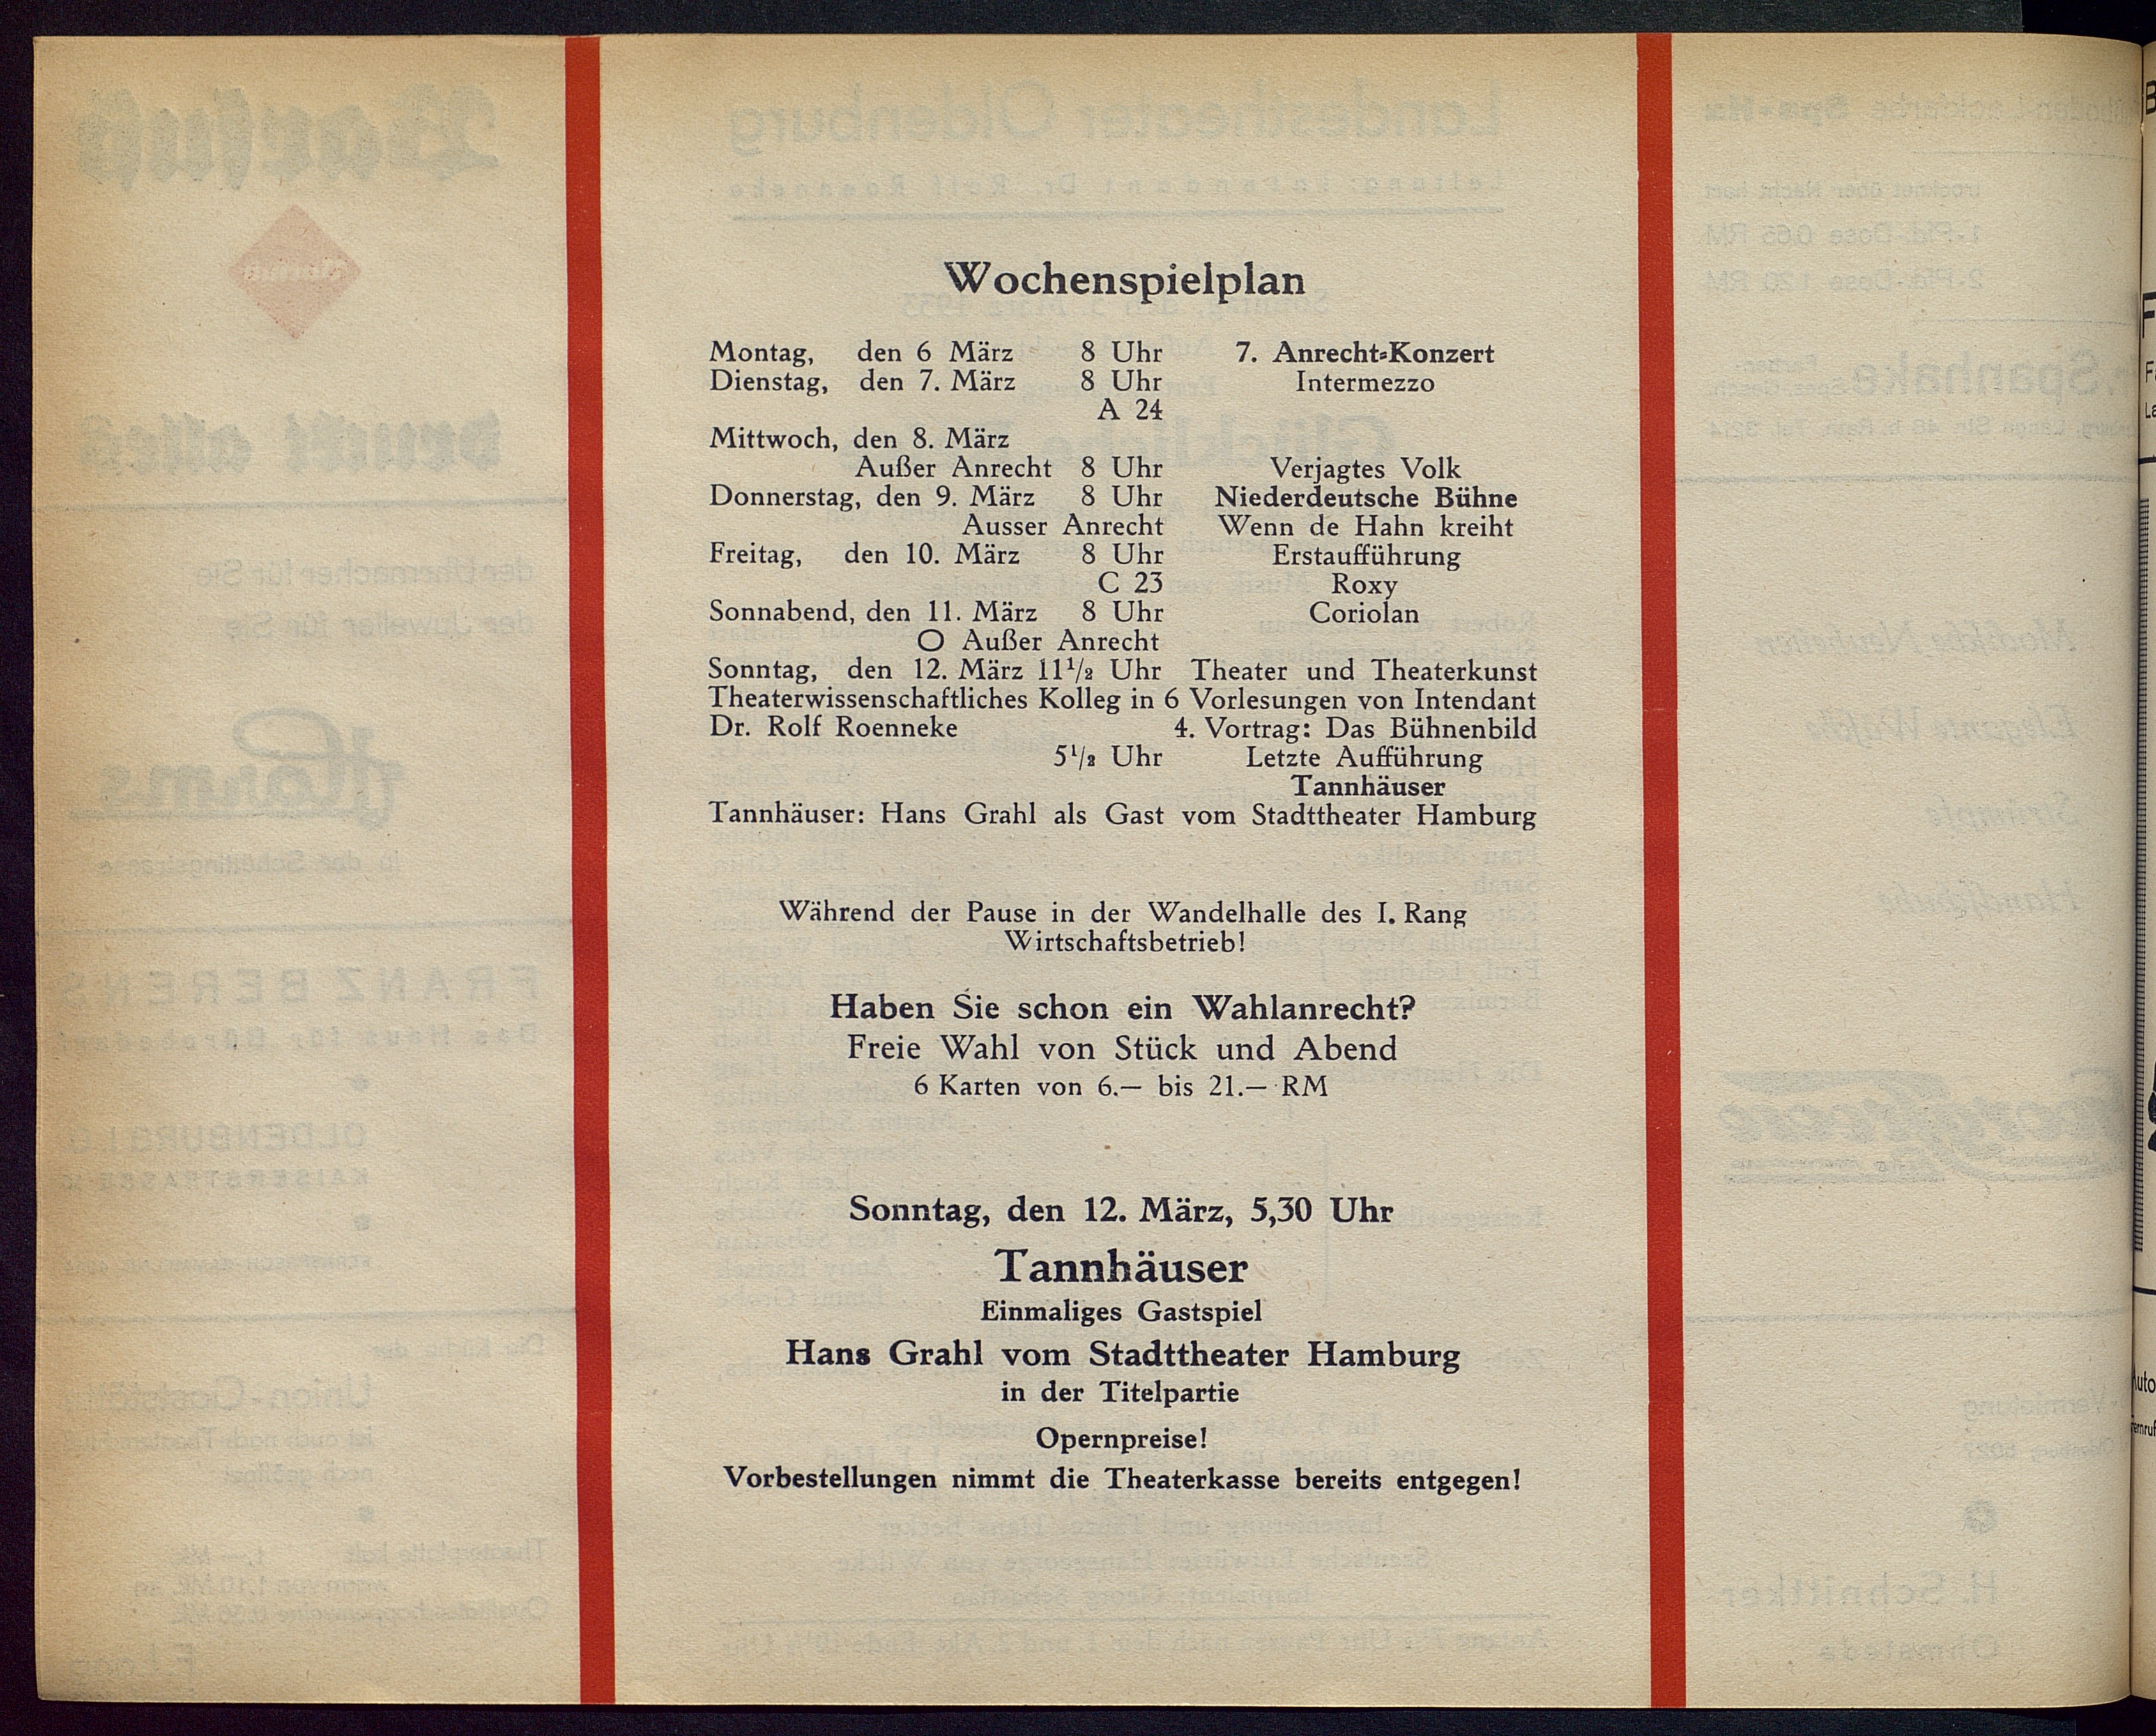 Wochenspielplan
Montag, den 6 März 8 Uhr 7. Anrecht=Konzert
Dienstag, den 7. März 8 Uhr Intermezzo
A 24
Mittwoch, den 8. März
Außer Anrecht 8 Uhr Verjagtes Volk
Donnerstag, den 9. März 8 Uhr Niederdeutsche Bühne
Ausser Anrecht Wenn de Hahn kreiht
Freitag, den 10. März 8 Uhr Erstaufführung
C 23 Roxy
Sonnabend, den 11. März 8 Uhr Coriolan
O Außer Anrecht
Sonntag, den 12. März 11½ Uhr Theater und Theaterkunst
Theaterwissenschaftliches Kolleg in 6 Vorlesungen von Intendant
Dr. Rolf Roenneke 4. Vortrag: Das Bühnenbild
5½ Uhr Letzte Aufführung
Tannhäuser
Tannhäuser: Hans Grahl als Gast vom Stadttheater Hamburg
Während der Pause in der Wandelhalle des I. Rang
Wirtschaftsbetrieb!
Haben Sie schon ein Wahlanrecht?
Freie Wahl von Stück und Abend
6 Karten von 6.— bis 21.— RM
Sonntag, den 12. März, 5,30 Uhr
Tannhäuser
Einmaliges Gastspiel
Hans Grahl vom Stadttheater Hamburg
in der Titelpartie
Opernpreise!
Vorbestellungen nimmt die Theaterkasse bereits entgegen!